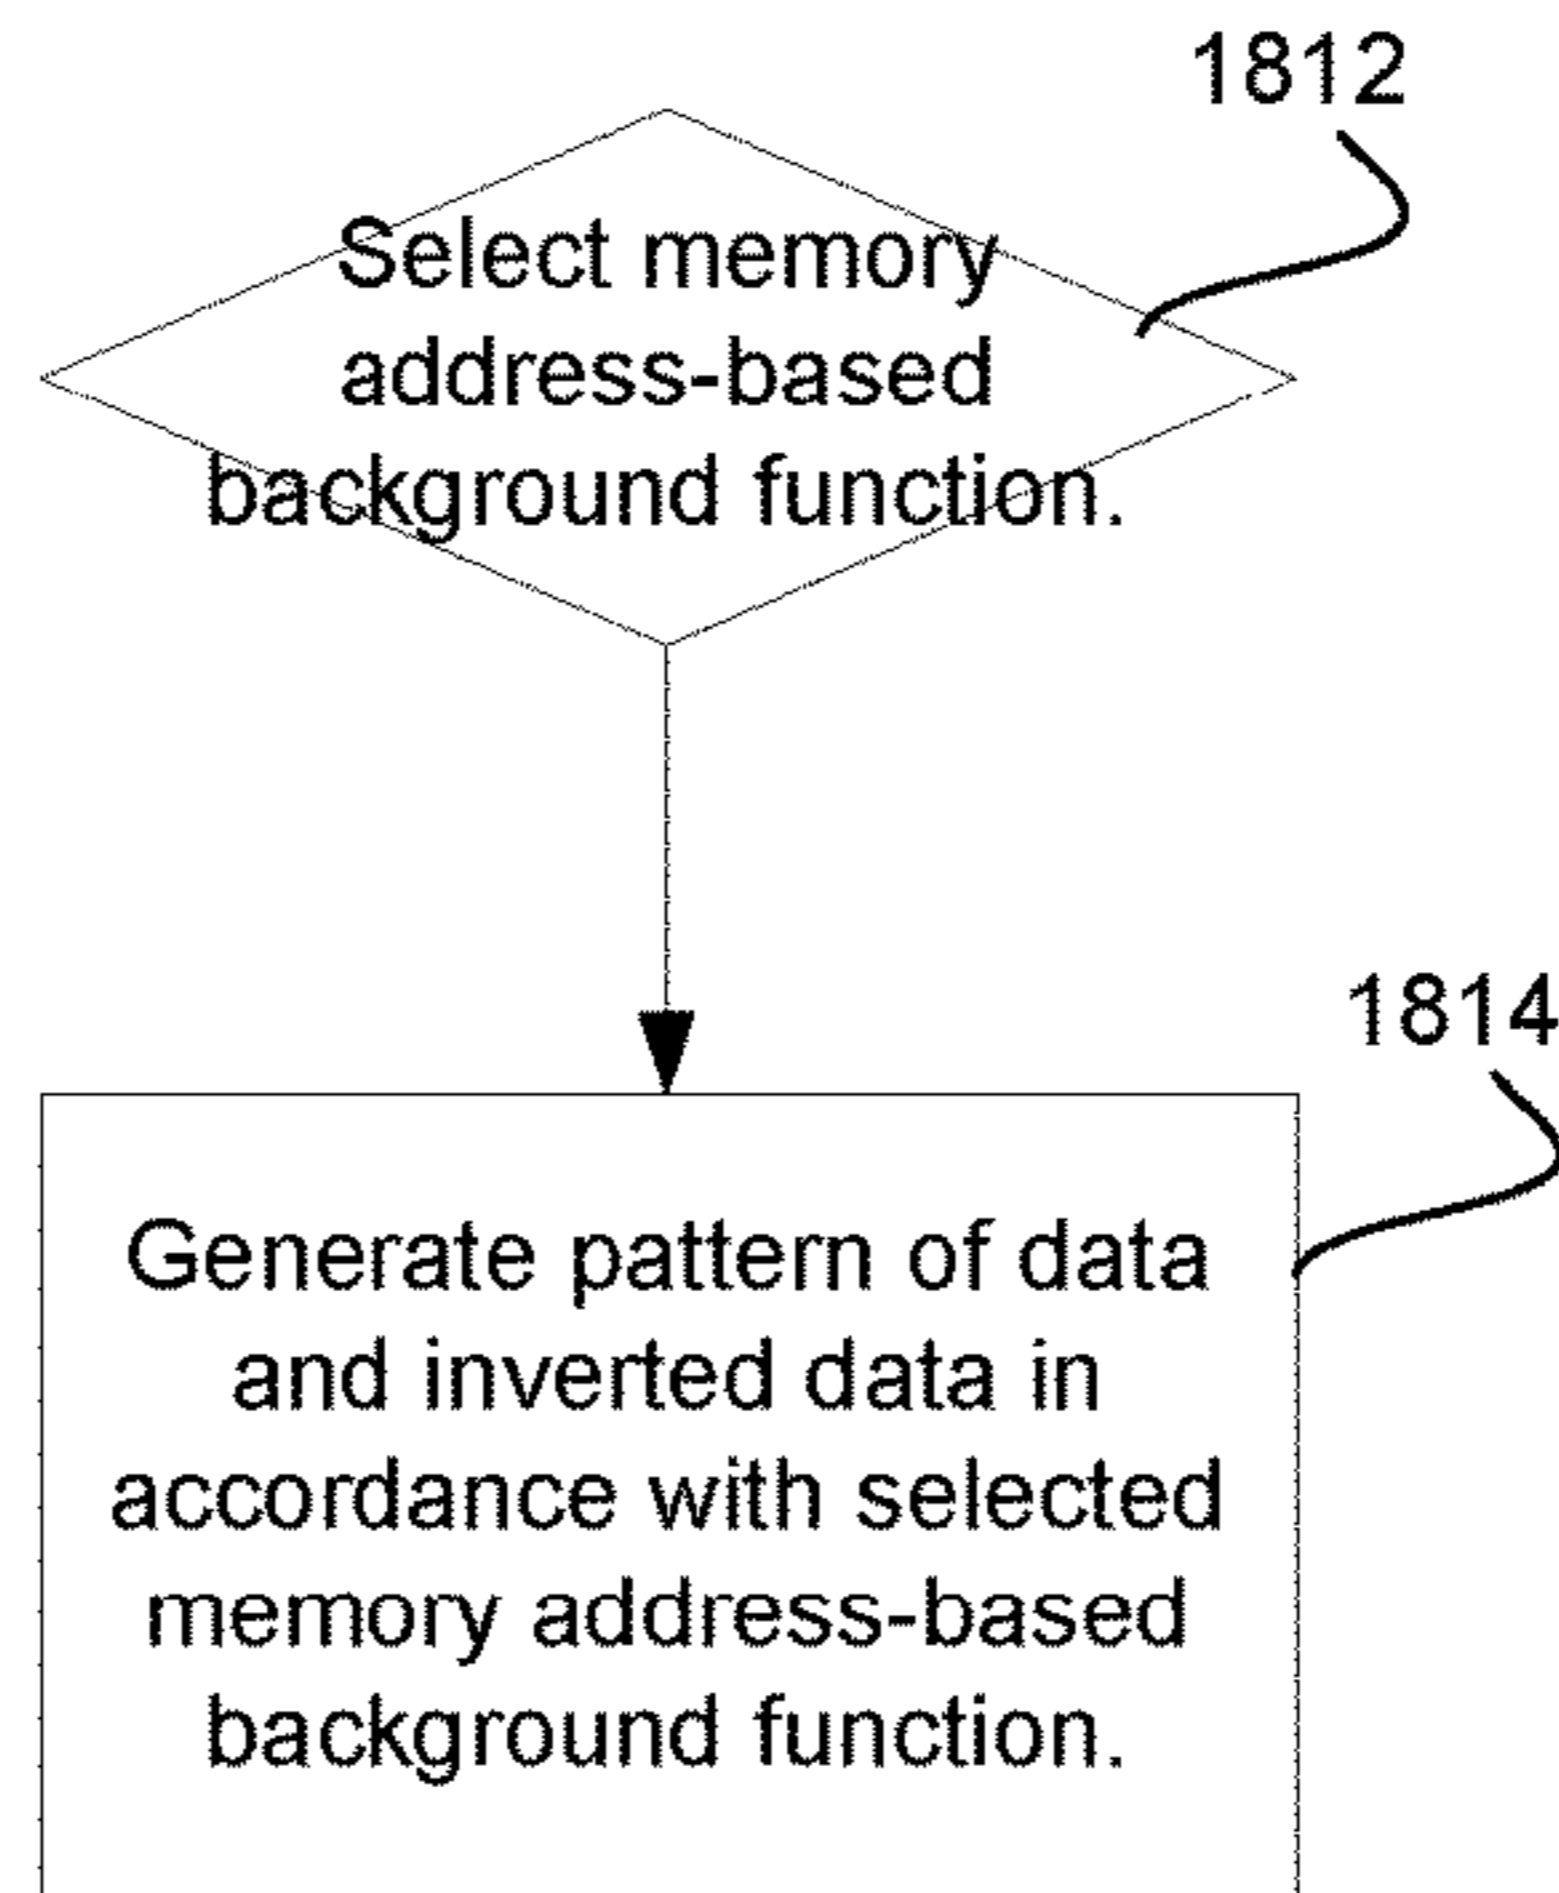 1812
Select memory
address-based
background function.
1814
Generate pattern of data
and inverted data in
accordance with selected
memory address-based
background function.